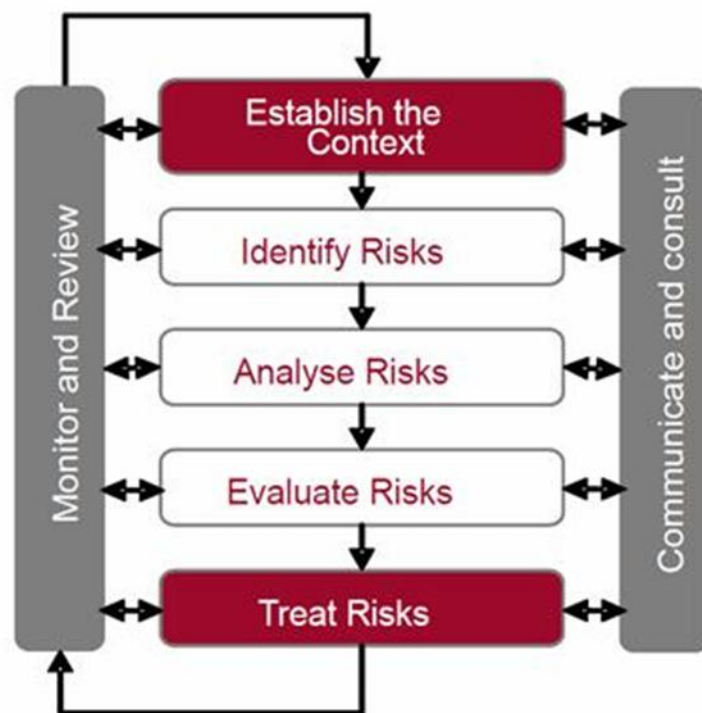 Establish the
Context
Identify Risks
Analyse Risks
Evaluate Risks
Treat Risks
Monitor and Review
Communicate and consult